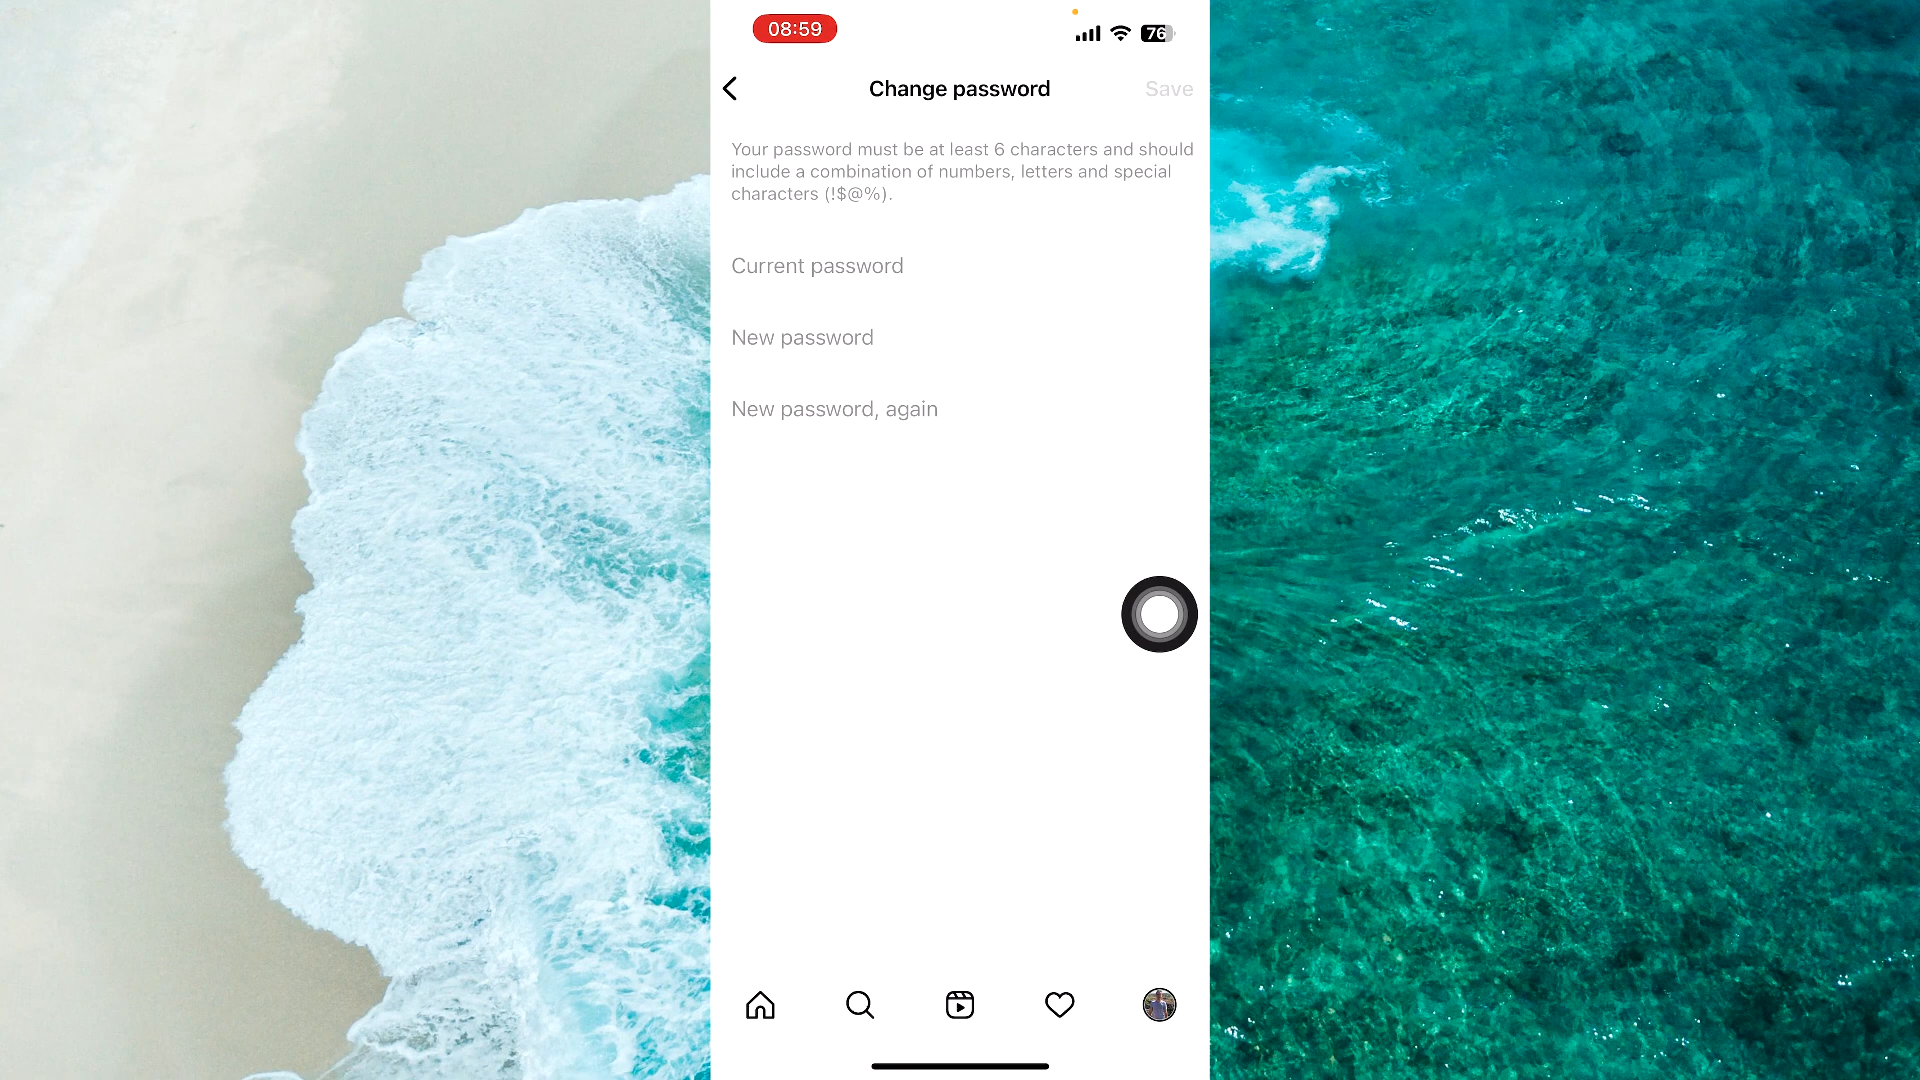 08:59
76
Change password
Save
Your password must be at least 6 characters and should
include a combination of numbers, letters and special
characters (!$@%).
Current password
New password
New password, again